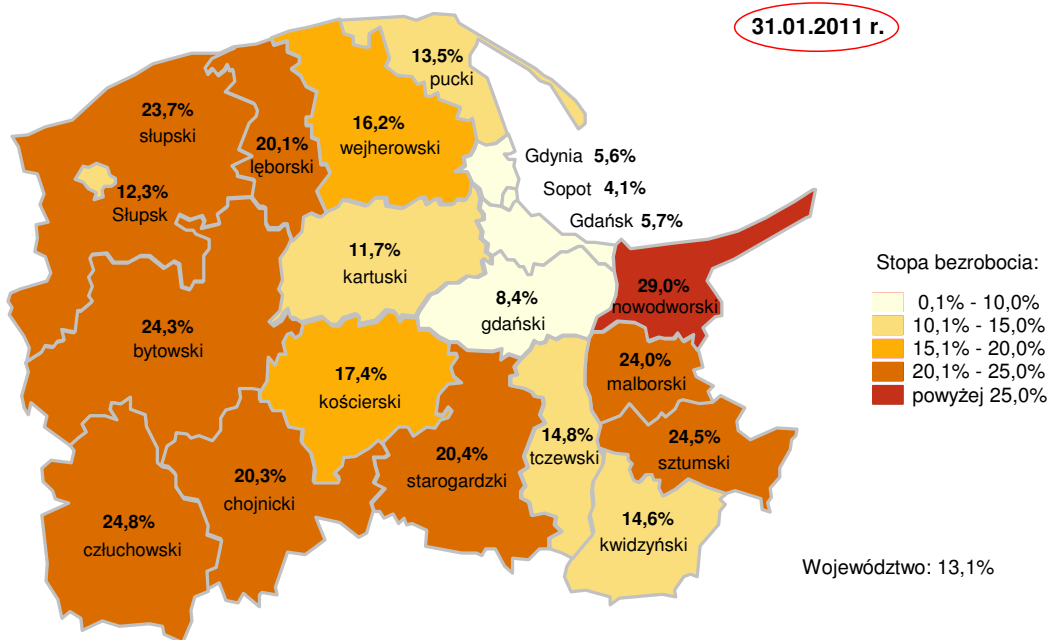 31.01.2011 r.
13,5%
pucki
23,7%
słupski
20,1%
lęborski
16,2%
wejherowski
Gdynia 5,6%
Sopot 4,1%
Gdańsk 5,7%
12,3%
Słupsk
11,7%
kartuski
8,4%
gdański
29,0%
nowodworski
24,3%
bytowski
17,4%
kościerski
24,0%
malborski
14,8%
tczewski
24,5%
sztumski
20,4%
starogardzki
20,3%
chojnicki
24,8%
człuchowski
14,6%
kwidzyński
Stopa bezrobocia:
0,1% - 10,0%
10,1% - 15,0%
15,1% - 20,0%
20,1% - 25,0%
powyżej 25,0%
Województwo: 13,1%